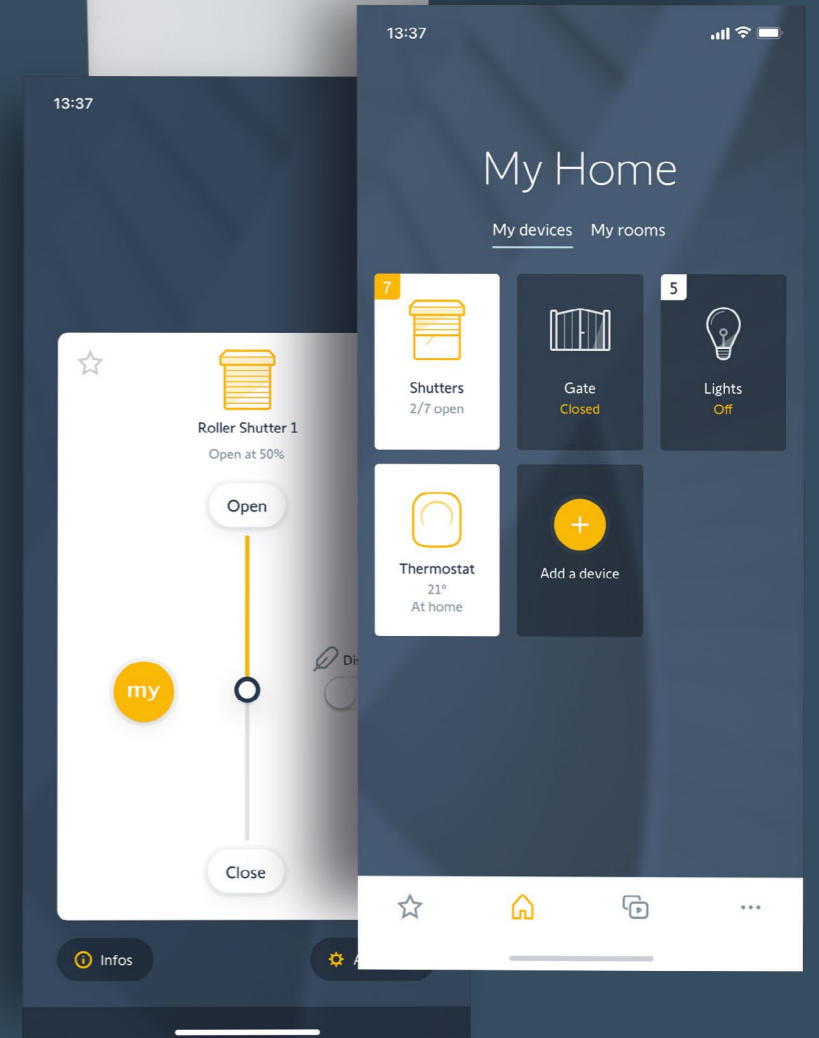 13:37
Roller Shutter 1
Open at 50%
Open
my
Close
Infos
13:37
My Home
My devices My rooms
7
Shutters
2/7 open
Gate
Closed
5
Lights
Off
Thermostat
21°
At home
Add a device